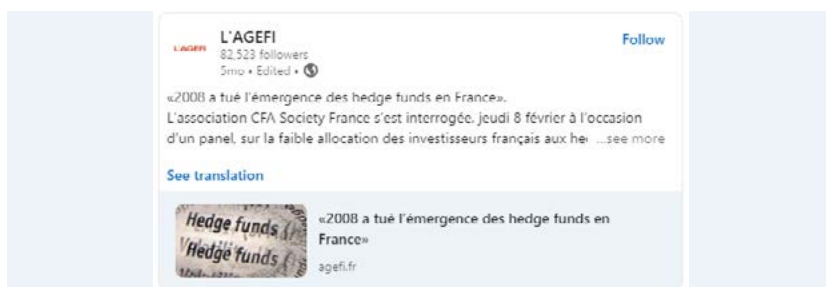 L'AGEFI
L'AGEFI
Follow
82,523 followers
5mo • Edited •
«2008 a tué l'émergence des hedge funds en France».
L'association CFA Society France s'est interrogée, jeudi 8 février à l'occasion
d'un panel, sur la faible allocation des investisseurs français aux he ...see more
See translation
Hedge funds
Hedge funds
«2008 a tué l'émergence des hedge funds en
France»
agefi.fr